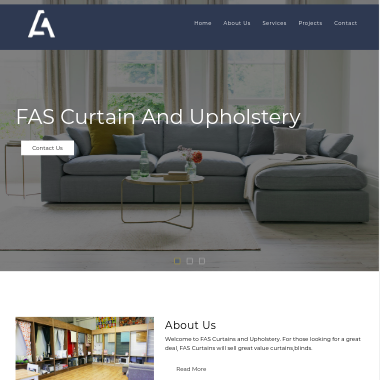 Home About Us Services Projects Contact
FAS Curtain And Upholstery
Contact Us
About Us
Welcome to FAS Curtains and Upholstery. For those looking for a great
deal, FAS Curtains will sell great value curtains,blinds.
Read More